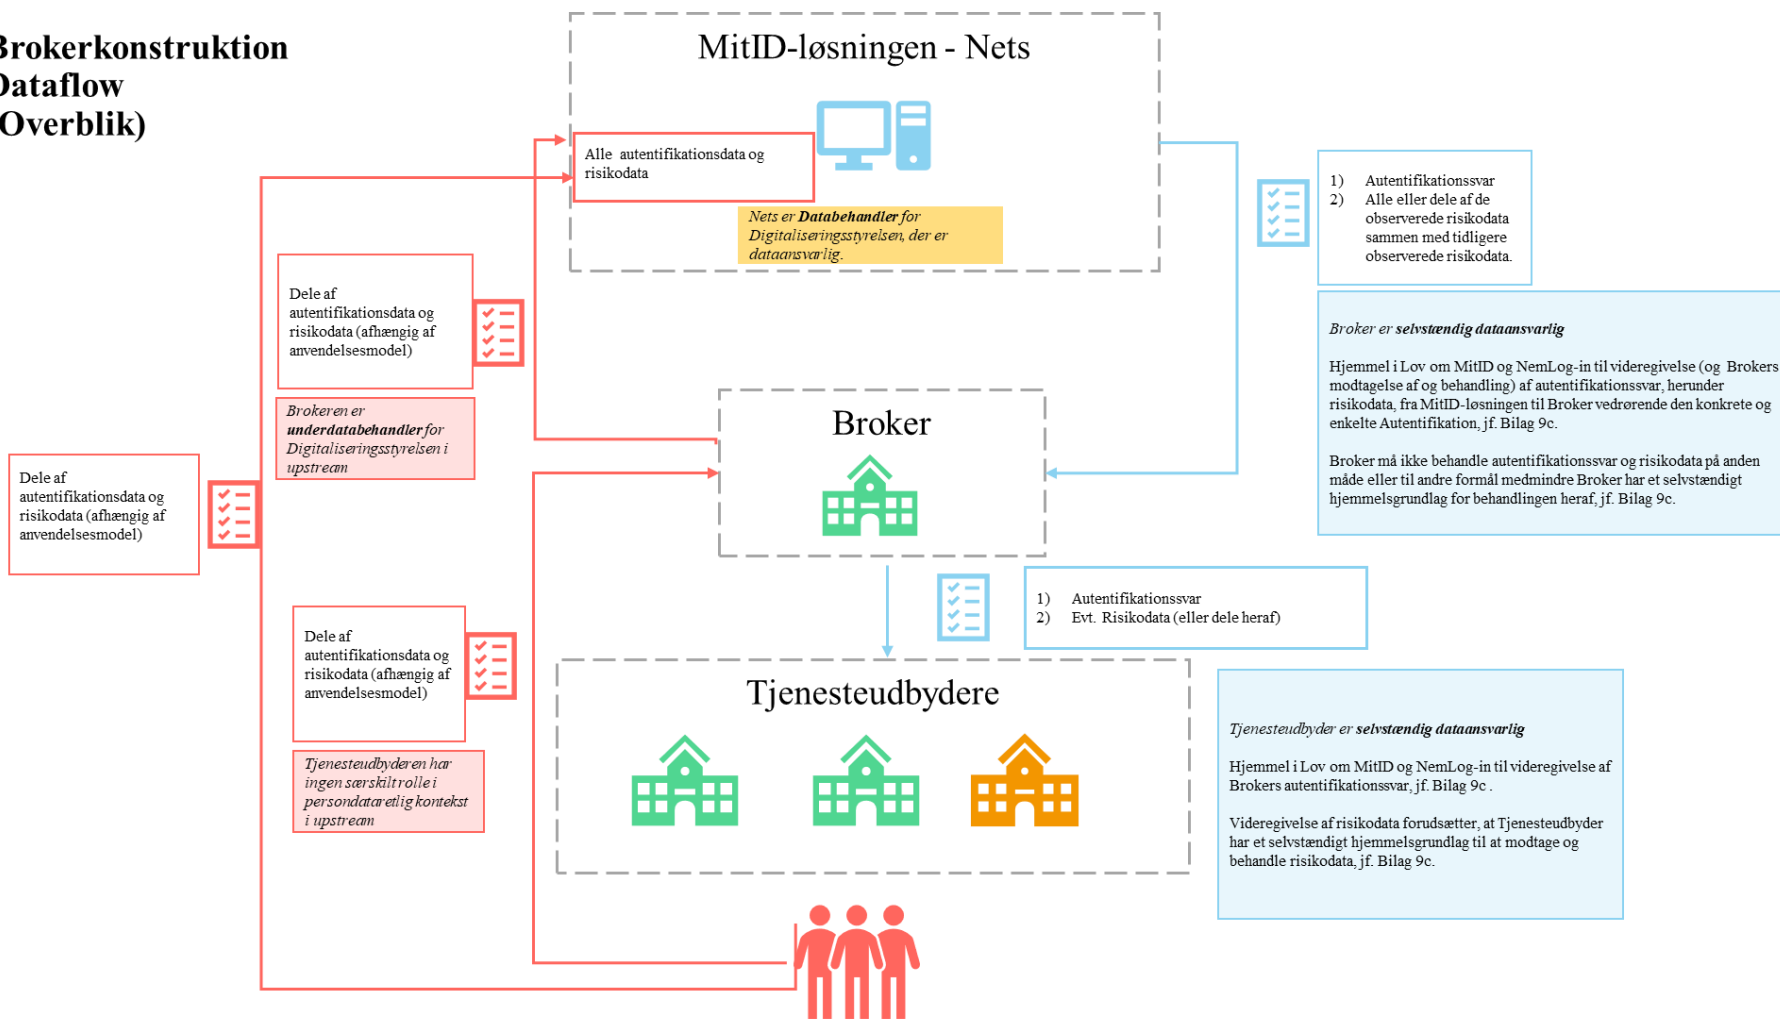 Brokerkonstruktion
Dataflow
(Overblik)
MitID-løsningen - Nets
Alle autentifikationsdata og
risikodata
Nets er Databehandler for
Digitaliseringsstyrelsen, der er
dataansvarlig.
1) Autentifikationssvar
2) Alle eller dele af de
observerede risikodata
sammen med tidligere
observerede risikodata.
Dele af
autentifikationsdata og
risikodata (afhængig af
anvendelsesmodel)
Brokeren er
underdatabehandler for
Digitaliseringsstyrelsen i
upstream
Broker er selvstændig dataansvarlig
Hjemmel i Lov om MitID og NemLog-in til videregivelse (og Brokers
modtagelse af og behandling) af autentifikationssvar, herunder
risikodata, fra MitID-løsningen til Broker vedrørende den konkrete og
enkelte Autentifikation, jf. Bilag 9c.
Broker må ikke behandle autentifikationssvar og risikodata på anden
måde eller til andre formål medmindre Broker har et selvstændigt
hjemmelsgrundlag for behandlingen heraf, jf. Bilag 9c.
Broker
Dele af
autentifikationsdata og
risikodata (afhængig af
anvendelsesmodel)
1) Autentifikationssvar
2) Evt. Risikodata (eller dele heraf)
Dele af
autentifikationsdata og
risikodata (afhængig af
anvendelsesmodel)
Tjenesteudbyderen har
ingen særskilt rolle i
persondataretlig kontekst
i upstream
Tjenesteudbydere
Tjenesteudbyder er selvstændig dataansvarlig
Hjemmel i Lov om MitID og NemLog-in til videregivelse af
Brokers autentifikationssvar, jf. Bilag 9c .
Videregivelse af risikodata forudsætter, at Tjenesteudbyder
har et selvstændigt hjemmelsgrundlag til at modtage og
behandle risikodata, jf. Bilag 9c.